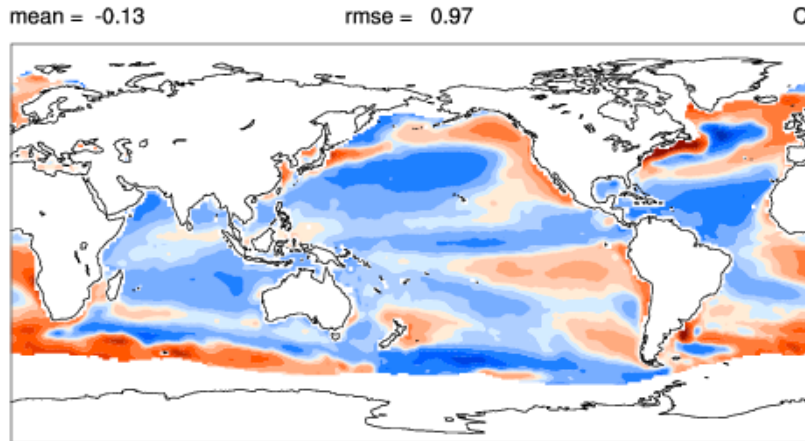 mean = -0.13 rmse = 0.97 C